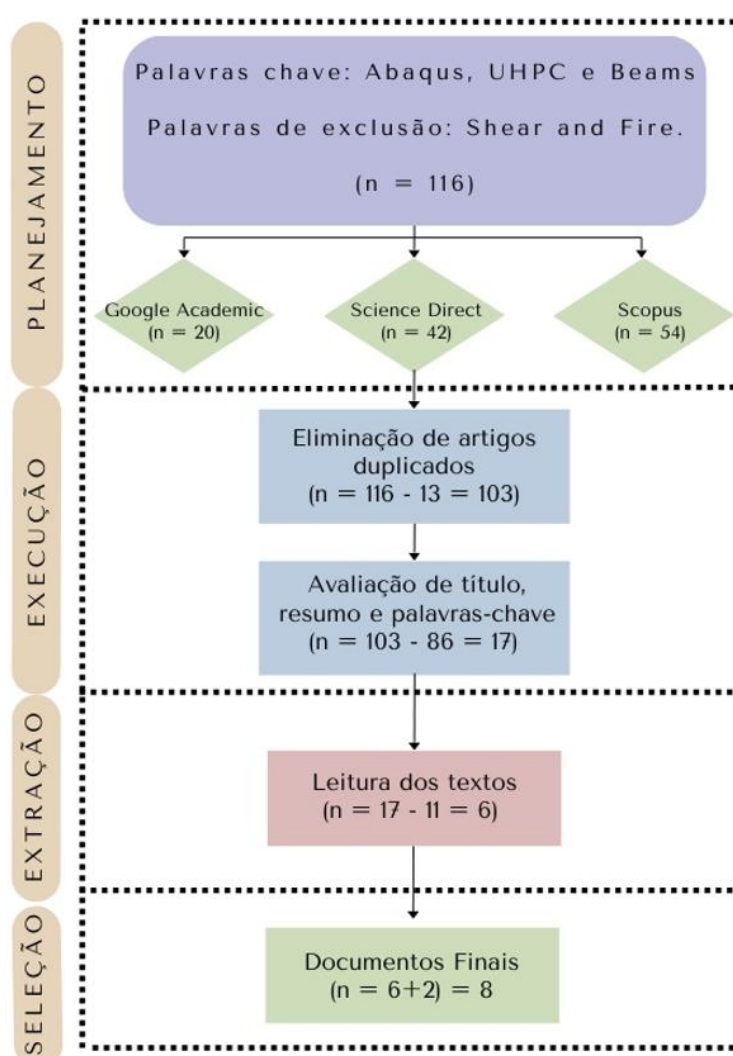 PLANEJAMENTO
Palavras chave: Abaqus, UHPC e Beams
Palavras de exclusão: Shear and Fire.
(n = 116)
Google Academic
(n = 20)
Science Direct
(n = 42)
Scopus
(n = 54)
EXECUÇÃO
Eliminação de artigos
duplicados
(n = 116 - 13 = 103)
Avaliação de título,
resumo e palavras-chave
(n = 103 - 86 = 17)
EXTRAÇÃO
Leitura dos textos
(n = 17 - 11 = 6)
SELEÇÃO
Documentos Finais
(n = 6+2) = 8